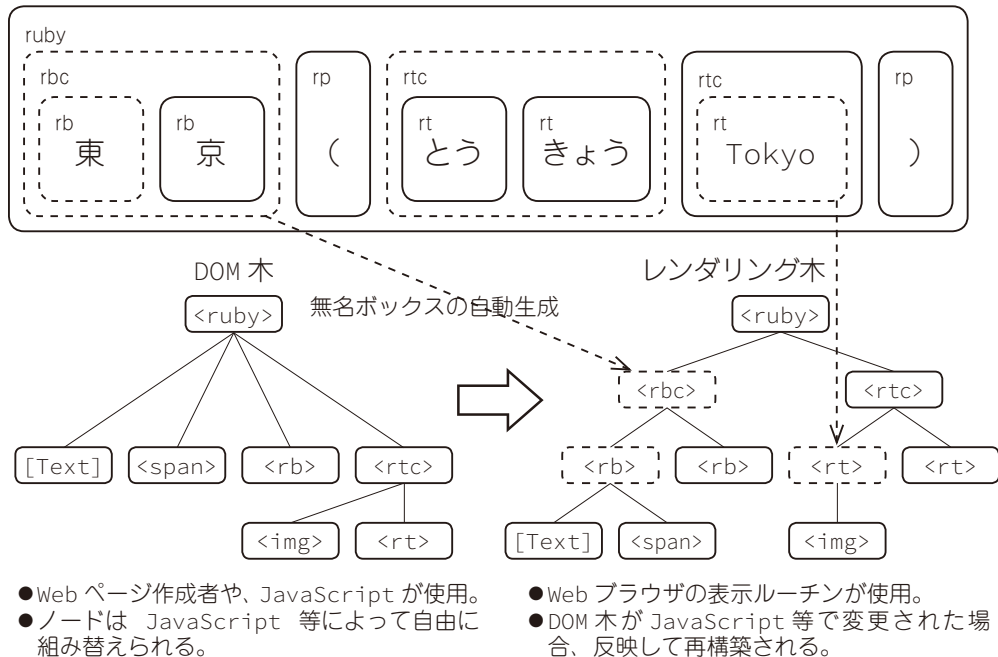 ruby
rbc
rp
rtc
rtc
rp
rb
rb
rt
rt
rt
東
京
(
とう
きょう
Tokyo
)
DOM 木
レンダリング木
無名ボックスの自動生成
<ruby>
<ruby>
<rbc>
<rtc>
[Text]
<span>
<rb>
<rtc>
<rb>
<rb>
<rt>
<rt>
<img>
<rt>
[Text]
<span>
<img>
●Web ページ作成者や、JavaScript が使用。
●ノードは JavaScript 等によって自由に
組み替えられる。
●Web ブラウザの表示ルーチンが使用。
●DOM 木が JavaScript 等で変更された場
合、反映して再構築される。